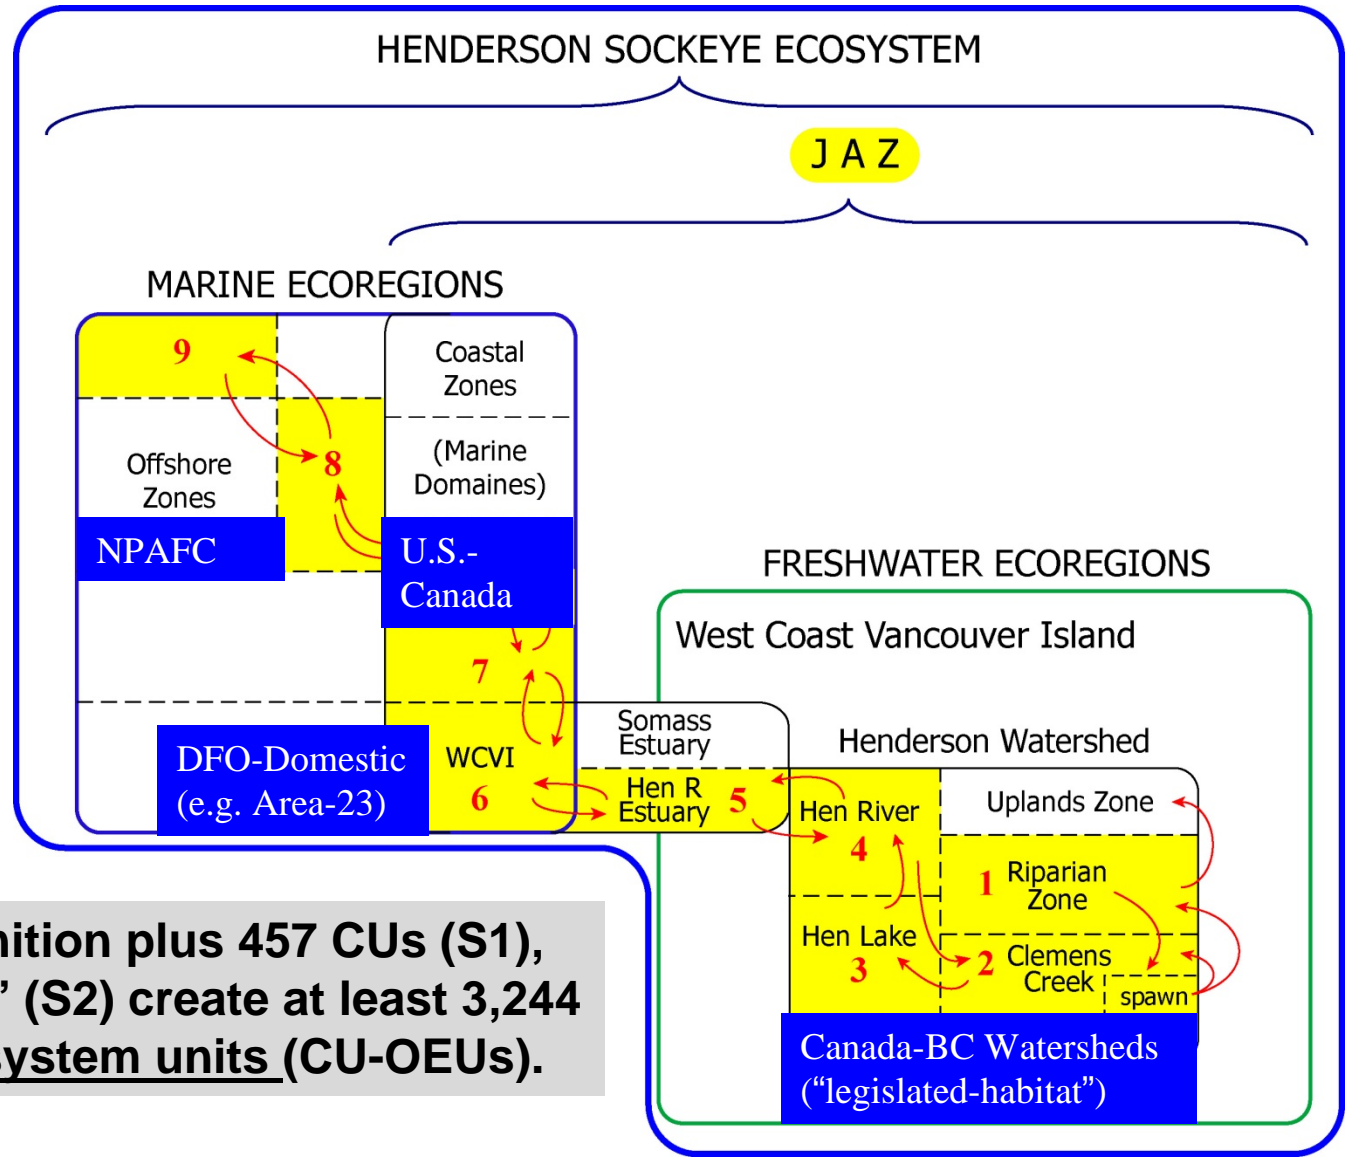 HENDERSON SOCKEYE ECOSYSTEM
J A Z
MARINE ECOREGIONS
9
Coastal
Zones
Offshore
Zones
8
(Marine
Domaines)
NPAFC
U.S.-
Canada
7
DFO-Domestic
(e.g. Area-23)
WCVI
6
Somass
Estuary
Hen R
Estuary
5
FRESHWATER ECOREGIONS
West Coast Vancouver Island
Henderson Watershed
Hen River
4
Uplands Zone
1
Riparian
Zone
Hen Lake
3
2
Clemens
Creek
spawn
Canada-BC Watersheds
(“legislated-habitat”)
nition plus 457 CUs (S1),
” (S2) create at least 3,244
system units (CU-OEUs).